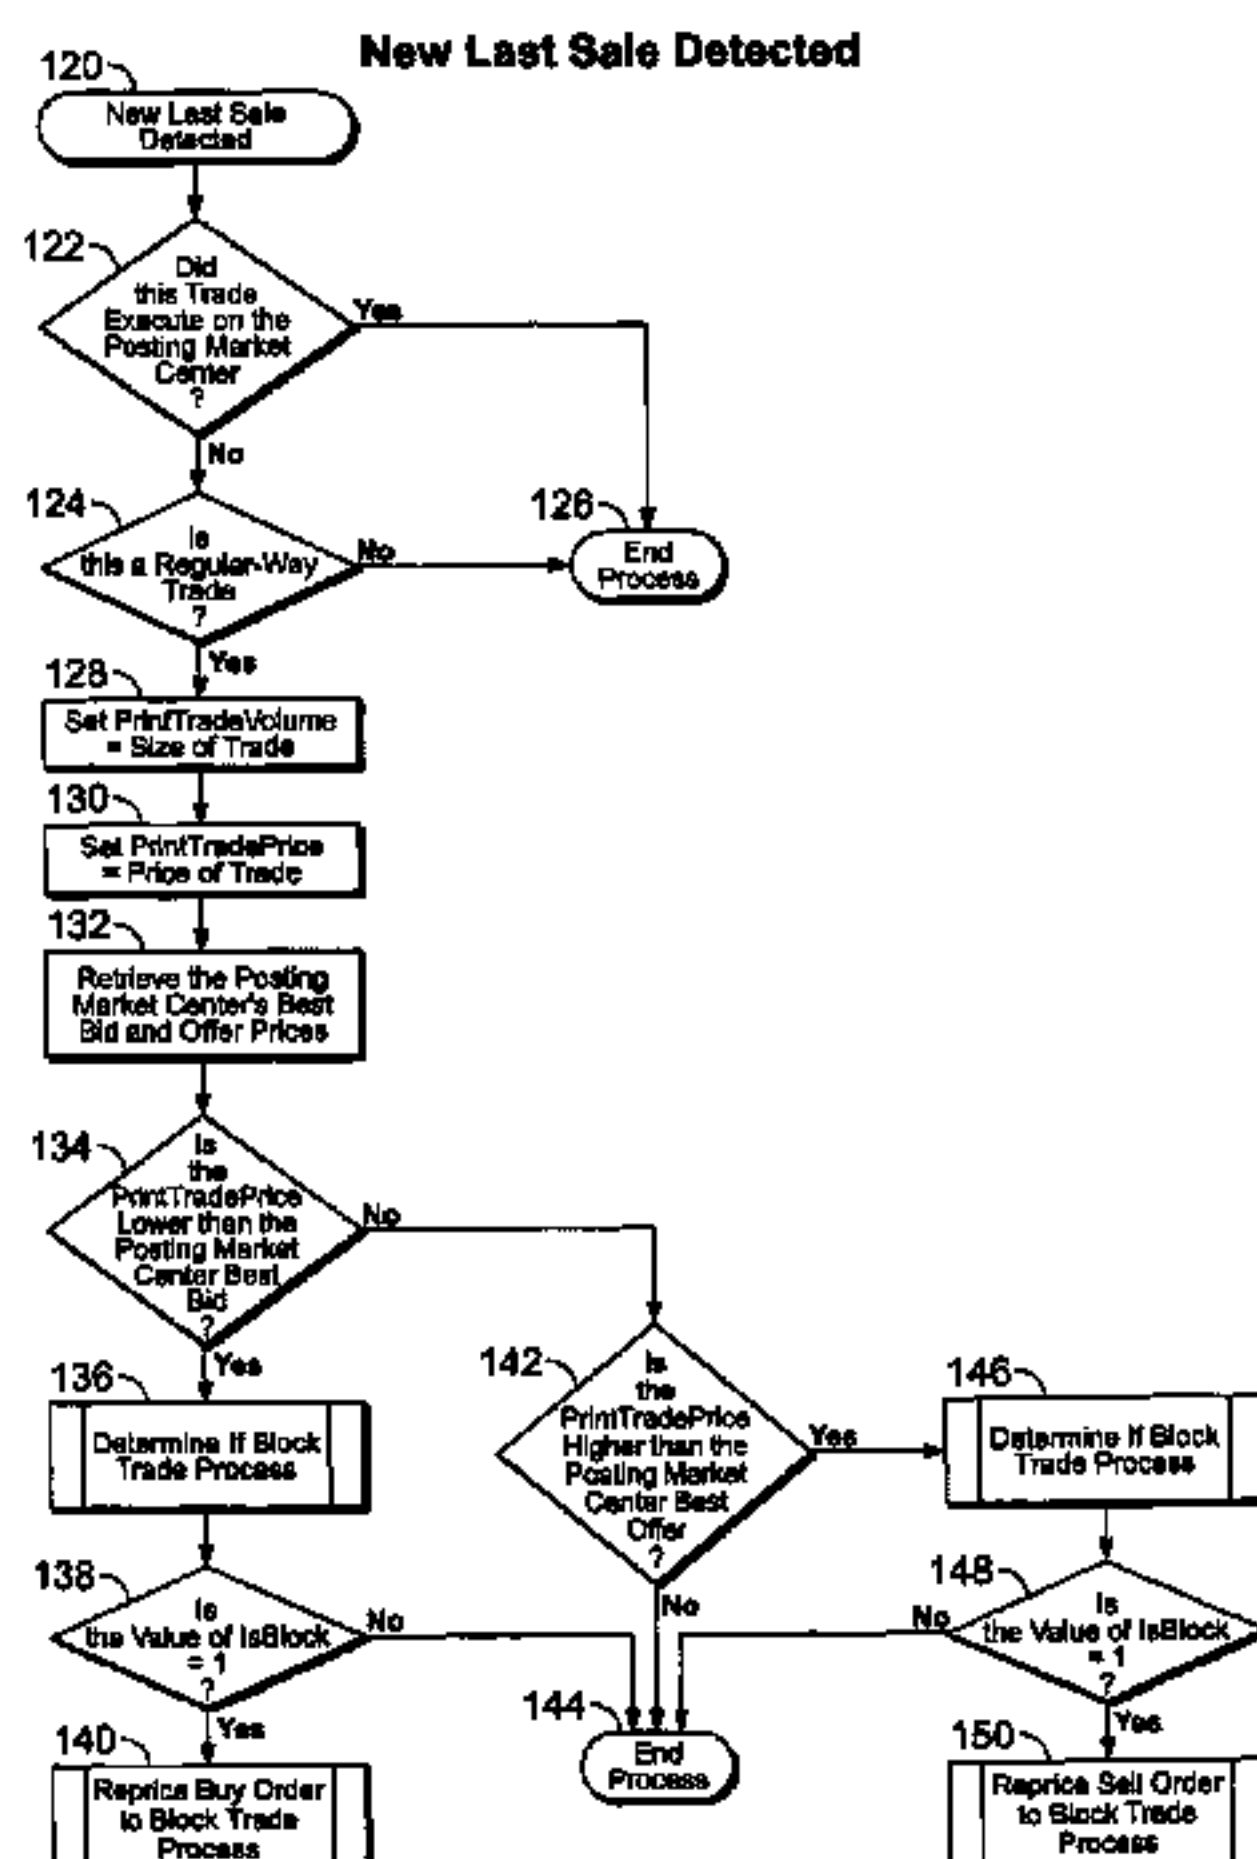 New Last Sale Detected
120
New Last Sale
Detected
122
Did
this Trade
Execute on the
Posting Market
Center
?
Yes
No
124
Is
this a Regular-Way
Trade
?
No
126
End
Process
Yes
128
Set PrintTradeVolume
= Size of Trade
130
Set PrintTradePrice
= Price of Trade
132
Retrieve the Posting
Market Center's Best
Bid and Offer Prices
134
Is
the
PrintTradePrice
Lower than the
Posting Market
Center Best
Bid
?
No
Yes
136
Determine If Block
Trade Process
142
Is
the
PrintTradePrice
Higher than the
Posting Market
Center Best
Offer
?
Yes
No
146
Determine If Block
Trade Process
138
Is
the Value of IsBlock
= 1
?
No
Yes
148
Is
the Value of IsBlock
= 1
?
No
Yes
144
End
Process
140
Reprice Buy Order
to Block Trade
Process
150
Reprice Sell Order
to Block Trade
Process